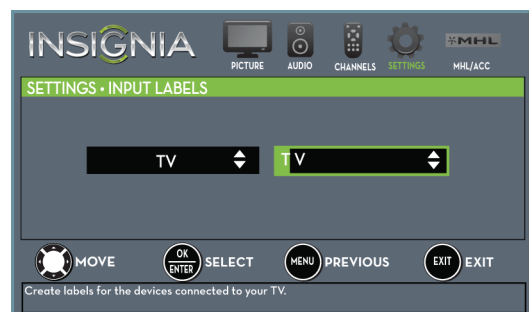 INSIGNIA
PICTURE AUDIO CHANNELS SETTINGS MHL MHL/ACC
SETTINGS • INPUT LABELS
TV TV
MOVE OK ENTER SELECT MENU PREVIOUS EXIT EXIT
Create labels for the devices connected to your TV.